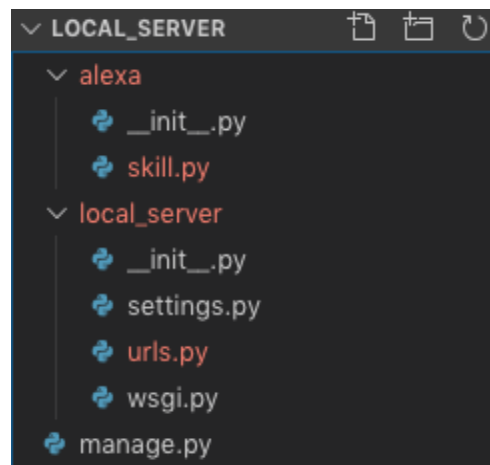 LOCAL_SERVER
alexa
__init__.py
skill.py
local_server
__init__.py
settings.py
urls.py
wsgi.py
manage.py